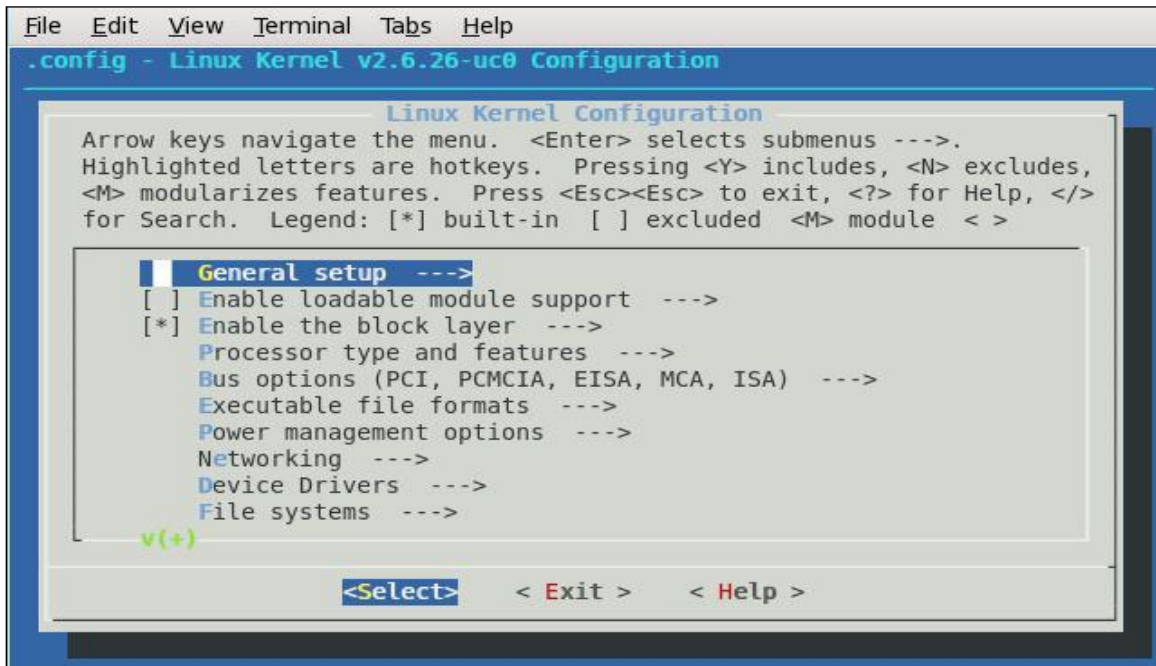 File Edit View Terminal Tabs Help
.config - Linux Kernel v2.6.26-uc0 Configuration
Linux Kernel Configuration
Arrow keys navigate the menu. <Enter> selects submenus --->.
Highlighted letters are hotkeys. Pressing <Y> includes, <N> excludes,
<M> modularizes features. Press <Esc><Esc> to exit, <?> for Help, </>
for Search. Legend: [*] built-in [ ] excluded <M> module < >
General setup --->
[ ] Enable loadable module support --->
[*] Enable the block layer --->
Processor type and features --->
Bus options (PCI, PCMCIA, EISA, MCA, ISA) --->
Executable file formats --->
Power management options --->
Networking --->
Device Drivers --->
File systems --->
v(+)
<Select> < Exit > < Help >